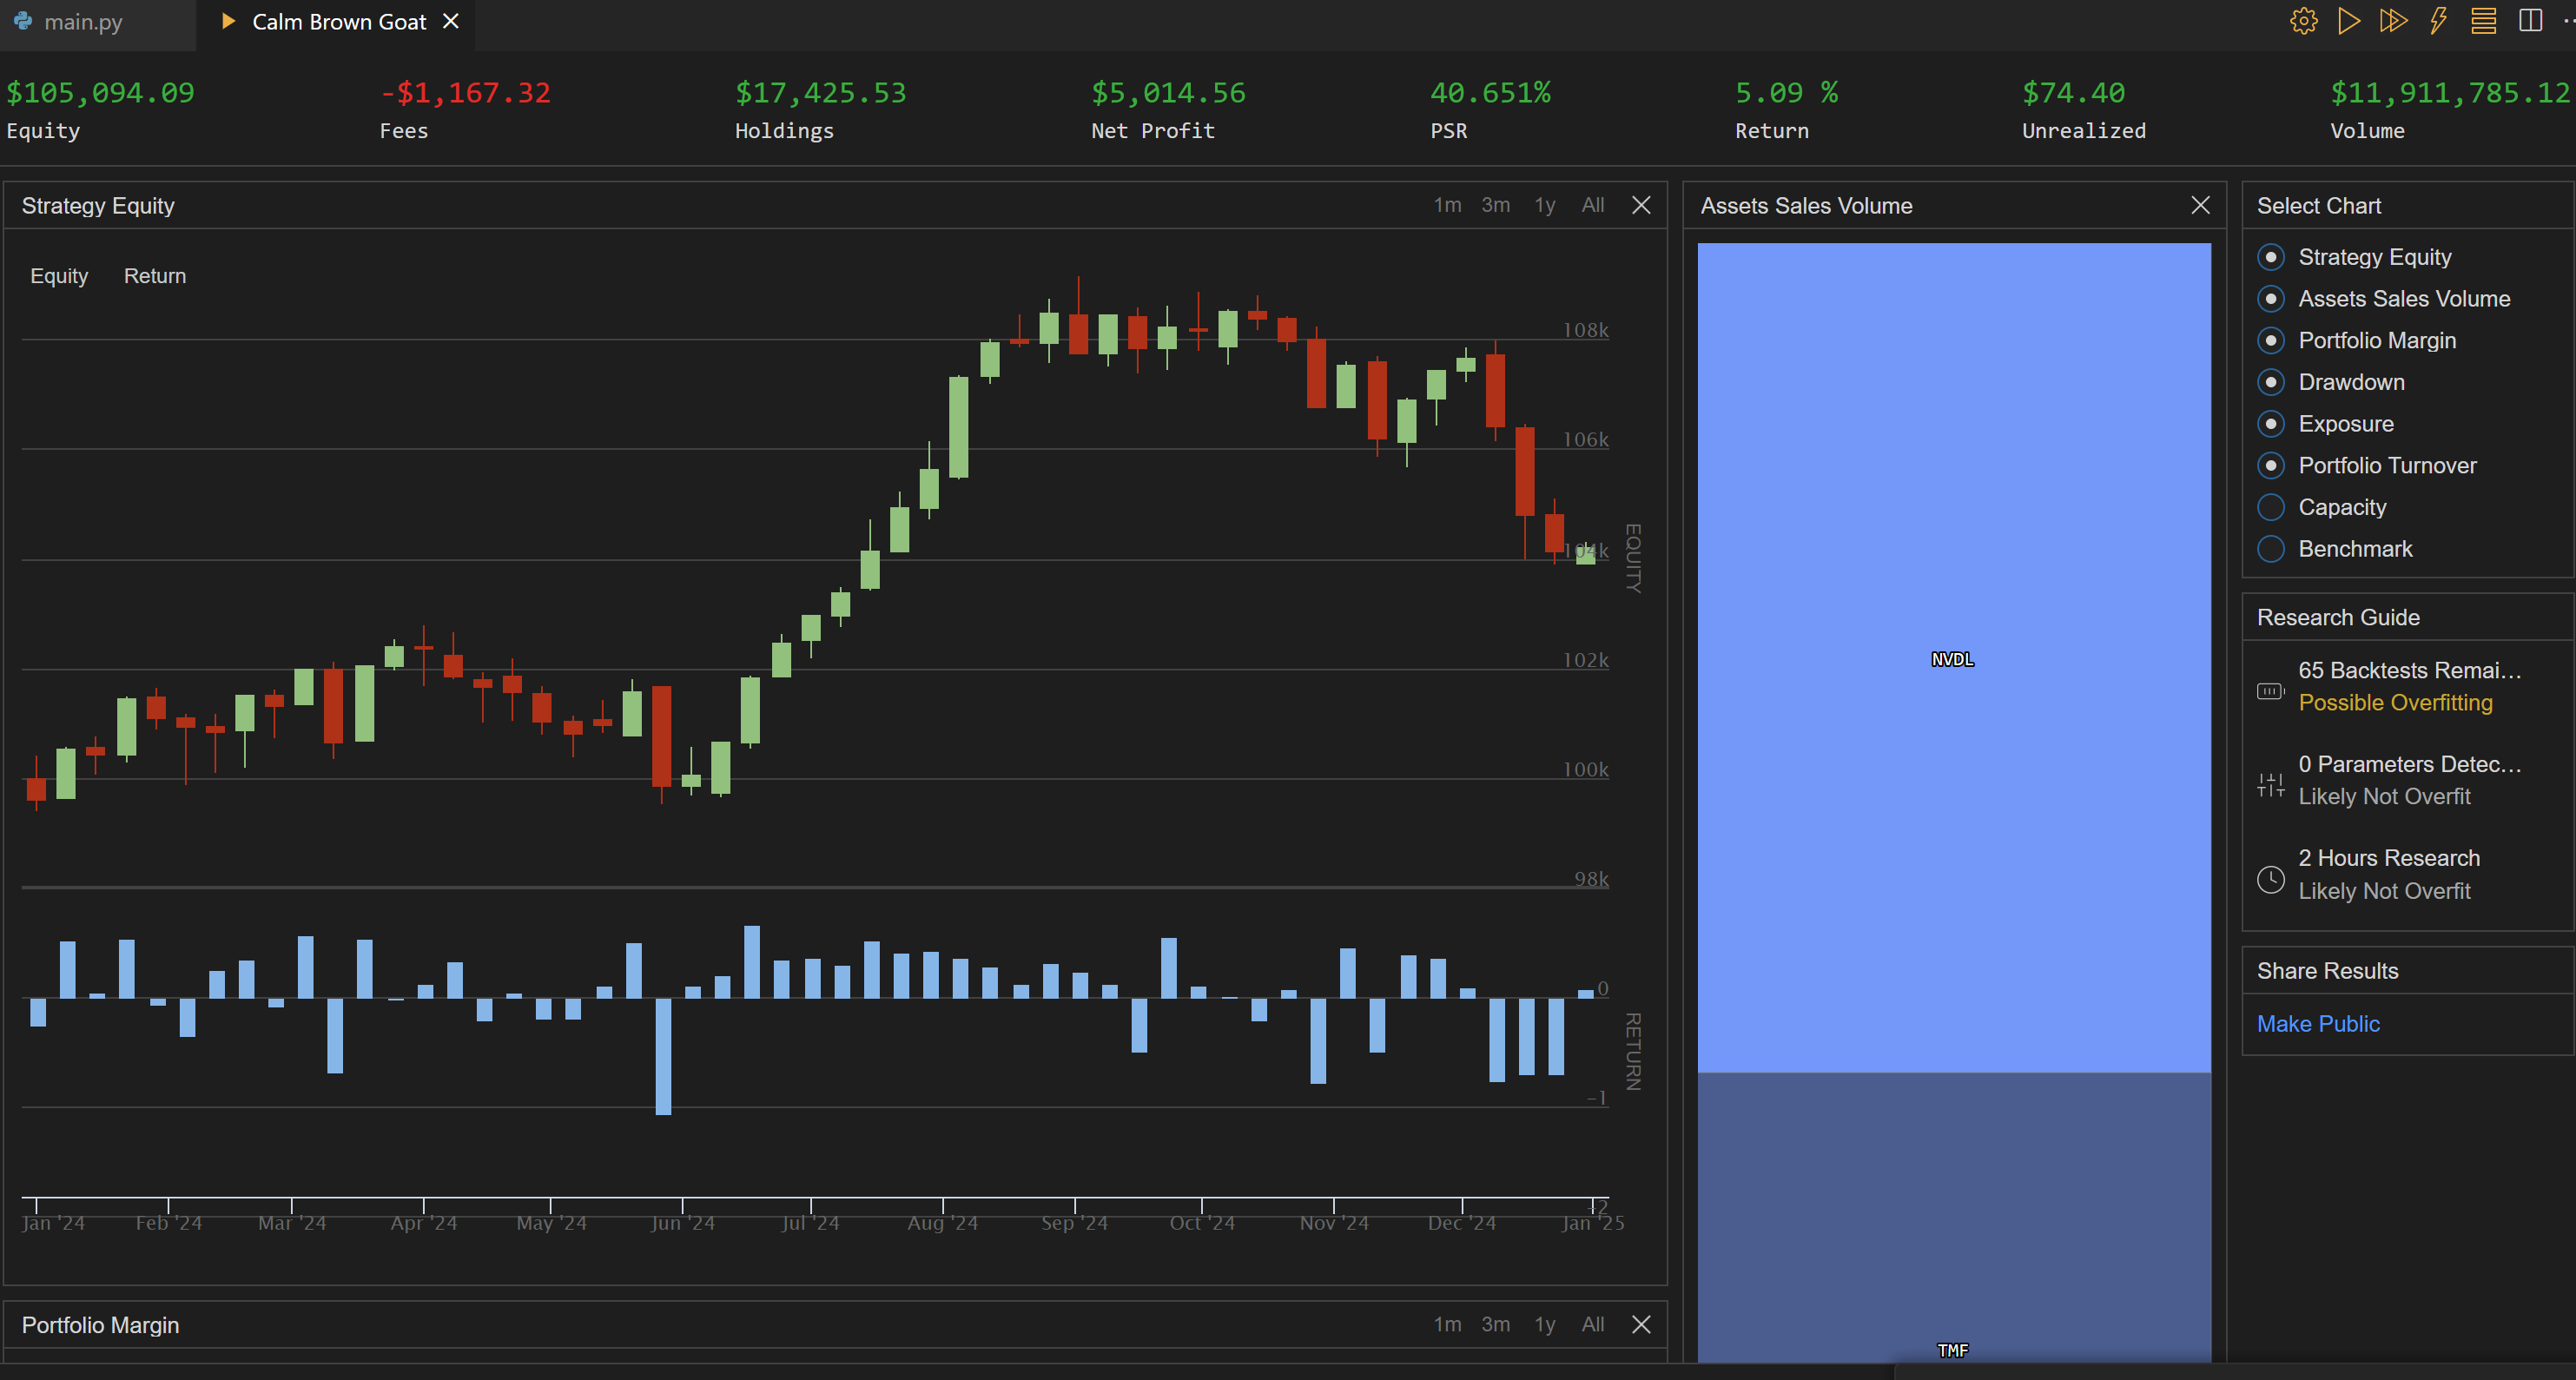 main.py
Calm Brown Goat
$105,094.09
Equity
-$1,167.32
Fees
$17,425.53
Holdings
$5,014.56
Net Profit
40.651%
PSR
5.09 %
Return
$74.40
Unrealized
$11,911,785.12
Volume
Strategy Equity
1m 3m 1y All
Equity Return
108k
106k
104k
102k
100k
98k
EQUITY
0
-1
-2
RETURN
Jan '24 Feb '24 Mar '24 Apr '24 May '24 Jun '24 Jul '24 Aug '24 Sep '24 Oct '24 Nov '24 Dec '24 Jan '25
Portfolio Margin
1m 3m 1y All
Assets Sales Volume
NVDL
TMF
Select Chart
Strategy Equity
Assets Sales Volume
Portfolio Margin
Drawdown
Exposure
Portfolio Turnover
Capacity
Benchmark
Research Guide
65 Backtests Remai...
Possible Overfitting
0 Parameters Detec...
Likely Not Overfit
2 Hours Research
Likely Not Overfit
Share Results
Make Public